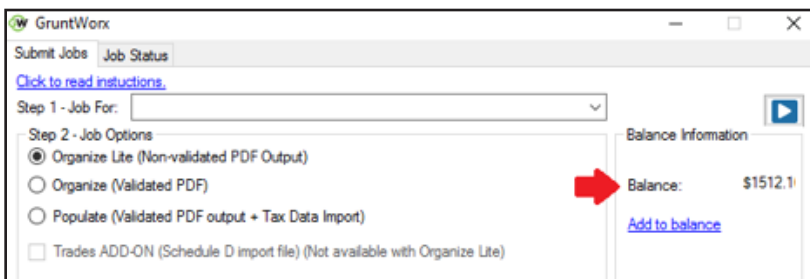 GruntWorx
Submit Jobs Job Status
Click to read instuctions.
Step 1 - Job For:
Step 2 - Job Options
Organize Lite (Non-validated PDF Output)
Organize (Validated PDF)
Populate (Validated PDF output + Tax Data Import)
Trades ADD-ON (Schedule D import file) (Not available with Organize Lite)
Balance Information
Balance: $1512.1
Add to balance